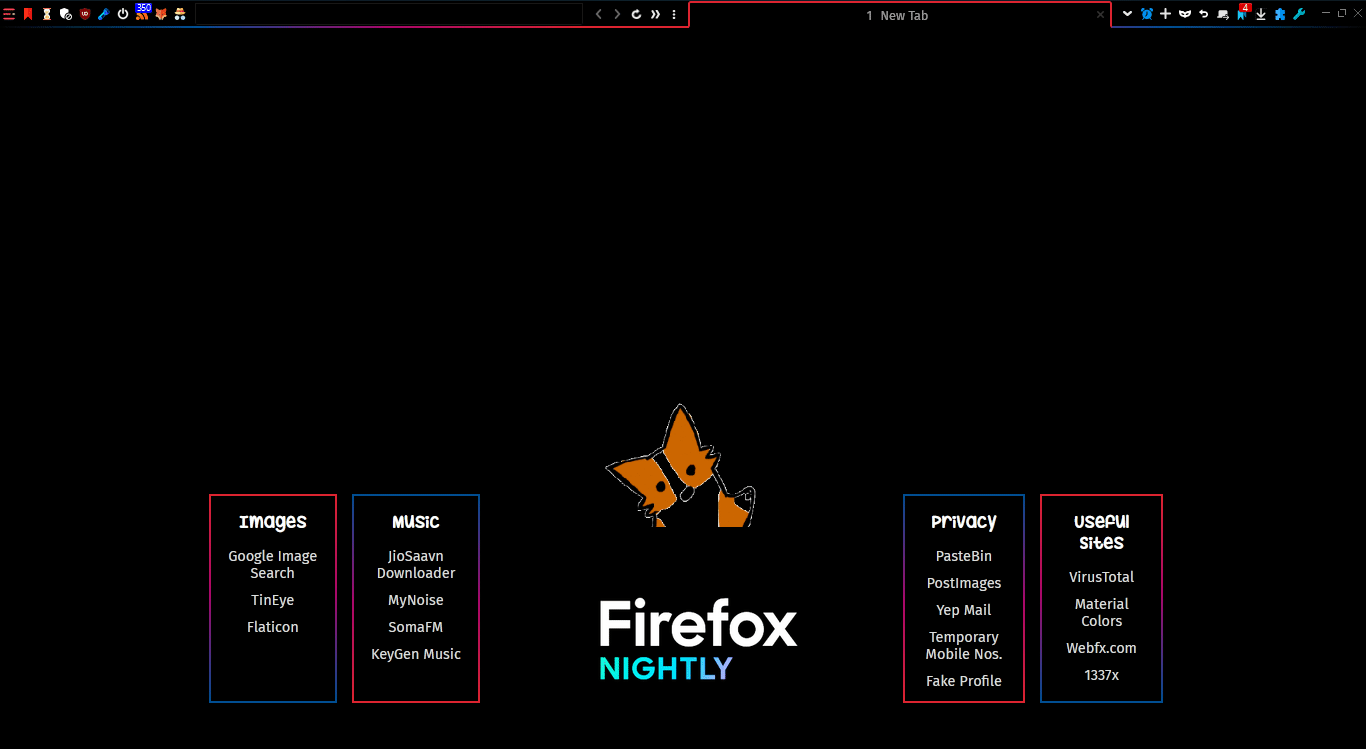 350
1 New Tab
4
Images
Google Image
Search
TinEye
Flaticon
Music
JioSaavn
Downloader
MyNoise
SomaFM
KeyGen Music
Firefox
NIGHTLY
Privacy
PasteBin
PostImages
Yep Mail
Temporary
Mobile Nos.
Fake Profile
Useful
Sites
VirusTotal
Material
Colors
Webfx.com
1337x